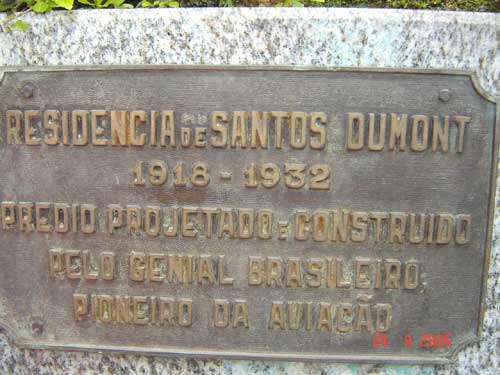 RESIDENCIA DE SANTOS DUMONT
1918 - 1932
PREDIO PROJETADO E CONSTRUIDO
PELO GENIAL BRASILEIRO,
PIONEIRO DA AVIAÇÃO